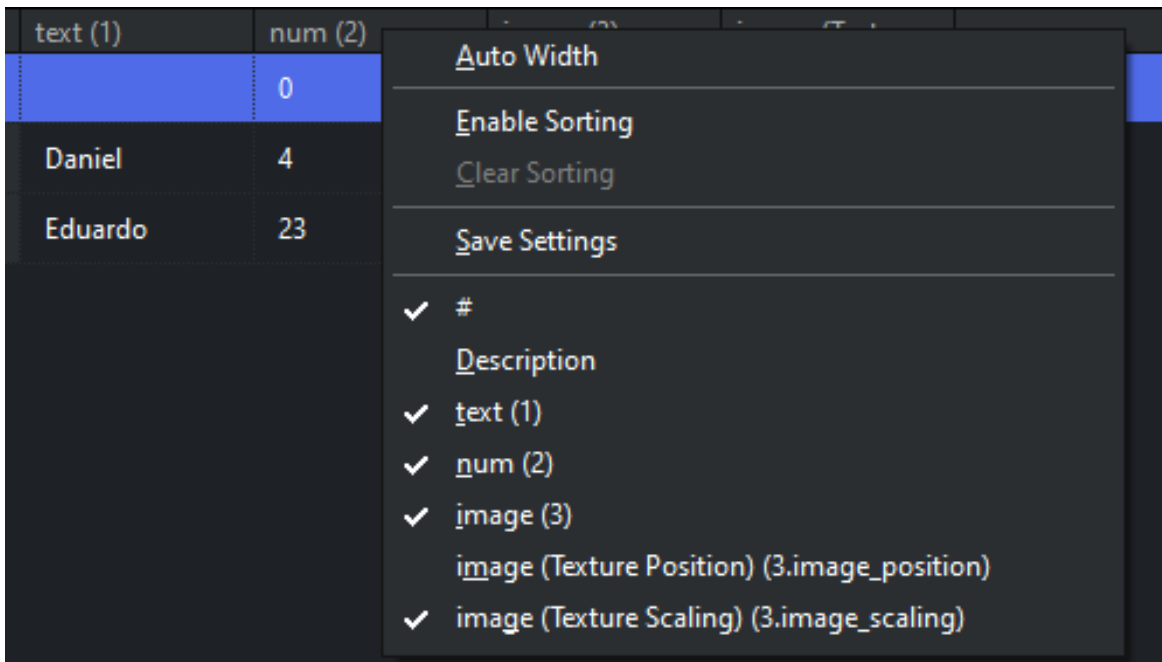 text (1) num (2)
0
Daniel 4
Eduardo 23
Auto Width
Enable Sorting
Clear Sorting
Save Settings
#
Description
text (1)
num (2)
image (3)
image (Texture Position) (3.image_position)
image (Texture Scaling) (3.image_scaling)